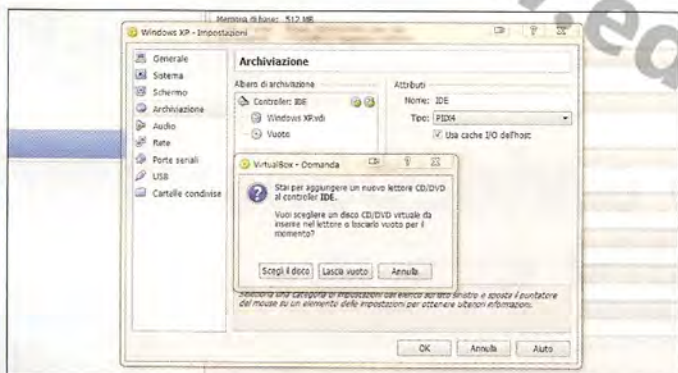 Memoria di base: 512 MB
Windows XP - Impostazioni
Generale
Sistema
Schermo
Archiviazione
Audio
Rete
Porte seriali
USB
Cartelle condivise
Archiviazione
Albero di archiviazione
Controller: IDE
Windows XP.vdi
Vuoto
Attributi
Nome: IDE
Tipo: PIIX4
Usa cache I/O dell'host
VirtualBox - Domanda
Stai per aggiungere un nuovo lettore CD/DVD
al controller IDE.
Vuoi scegliere un disco CD/DVD virtuale da
inserire nel lettore o lasciarlo vuoto per il
momento?
Scegli il disco Lascia vuoto Annulla
Seleziona una categoria di impostazioni dall'elenco sul lato sinistro e sposta il puntatore
del mouse su un elemento delle impostazioni per ottenere ulteriori informazioni.
OK Annulla Aiuto